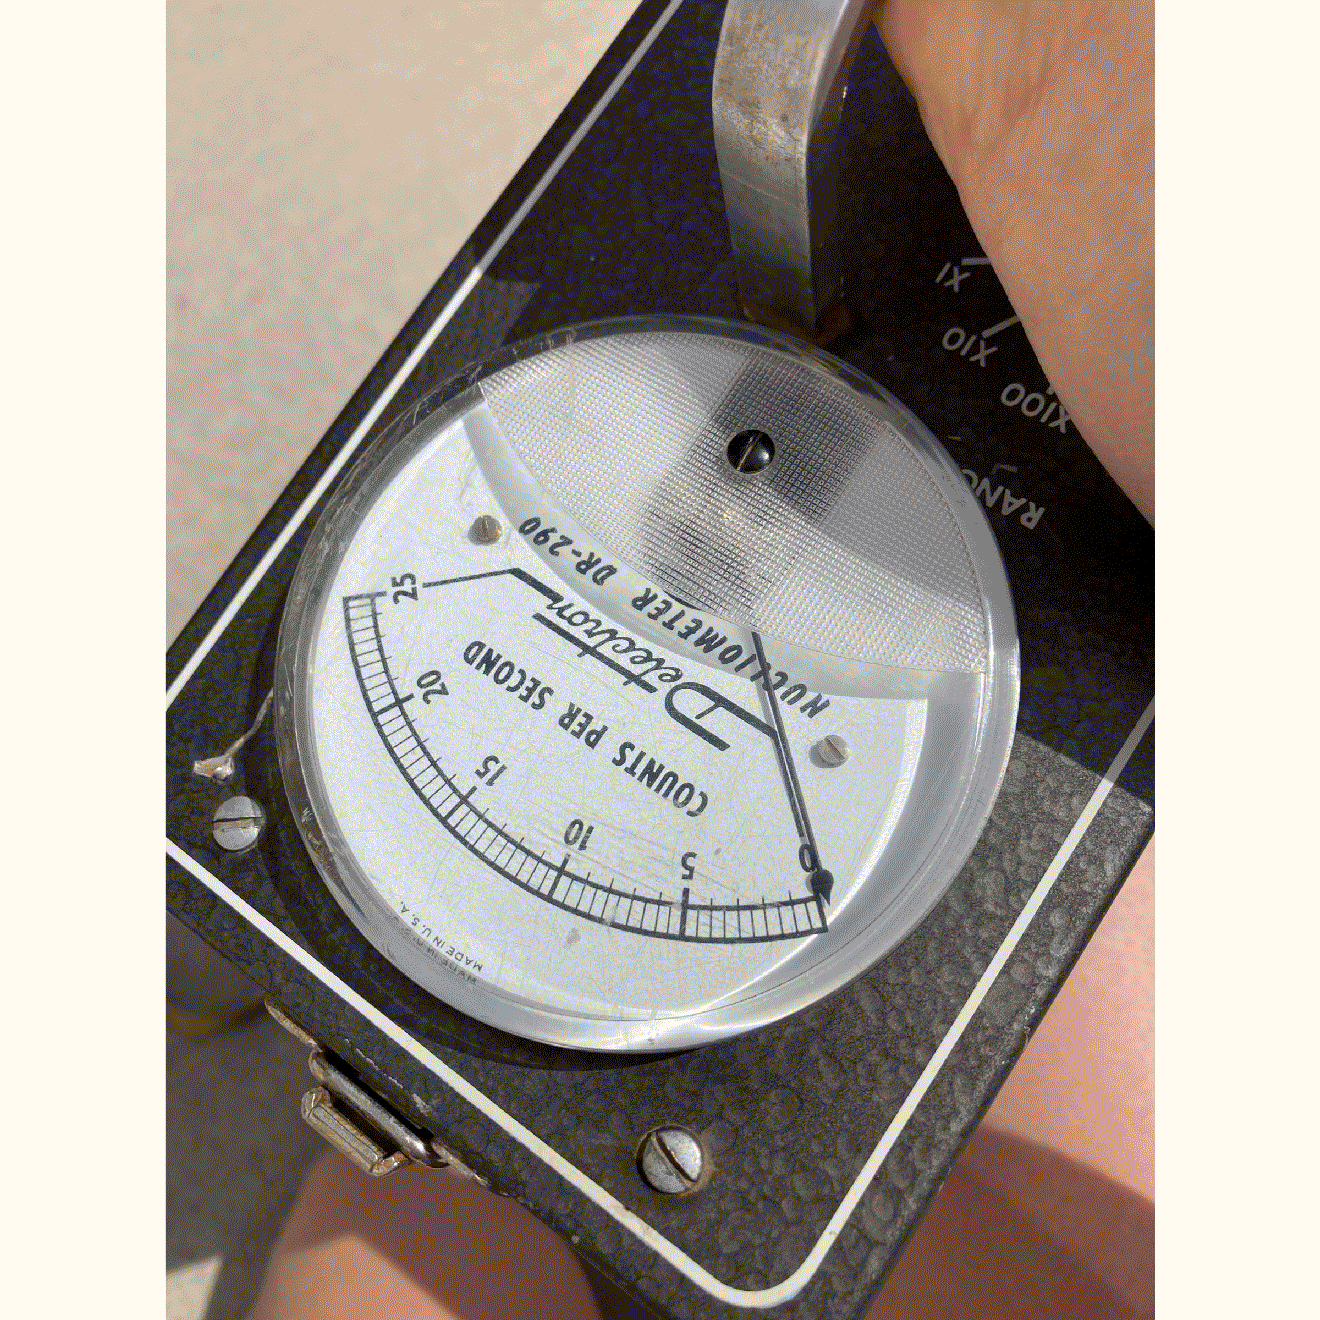 RANG
X100
X10
X1
NUCLIOMETER DR-290
Detectron
COUNTS PER SECOND
0 5 10 15 20 25
MADE IN U.S.A.